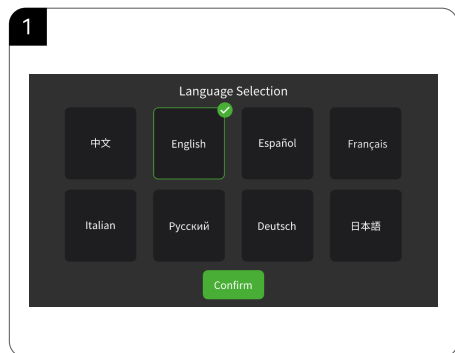 1
Language Selection
中文
English
Español
Français
Italian
Русский
Deutsch
日本語
Confirm